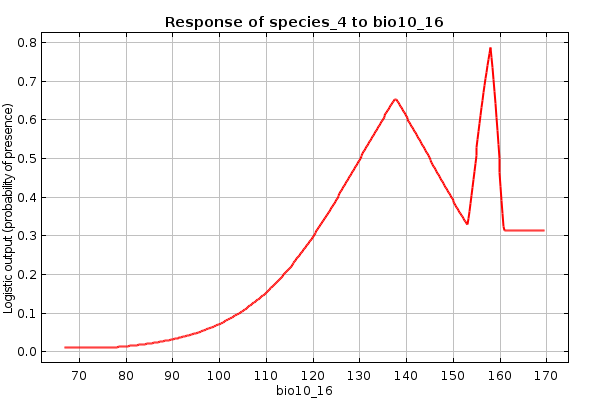 Response of species_4 to bio10_16
Logistic output (probability of presence)
0.8
0.7
0.6
0.5
0.4
0.3
0.2
0.1
0.0
70 80 90 100 110 120 130 140 150 160 170
bio10_16